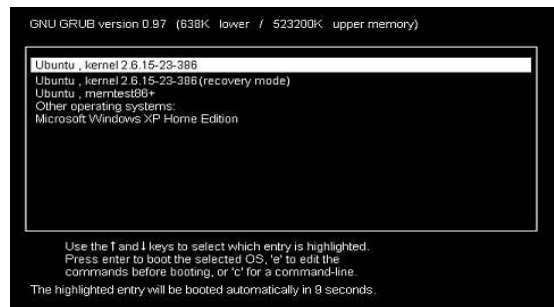 GNU GRUB version 0.97 (638K lower / 523200K upper memory)
Ubuntu , kernel 2.6.15-23-386
Ubuntu , kernel 2.6.15-23-386(recovery mode)
Ubuntu , memtest86+
Other operating systems:
Microsoft Windows XP Home Edition
Use the ↑ and ↓ keys to select which entry is highlighted.
Press enter to boot the selected OS, 'e' to edit the
commands before booting, or 'c' for a command-line.
The highlighted entry will be booted automatically in 9 seconds.